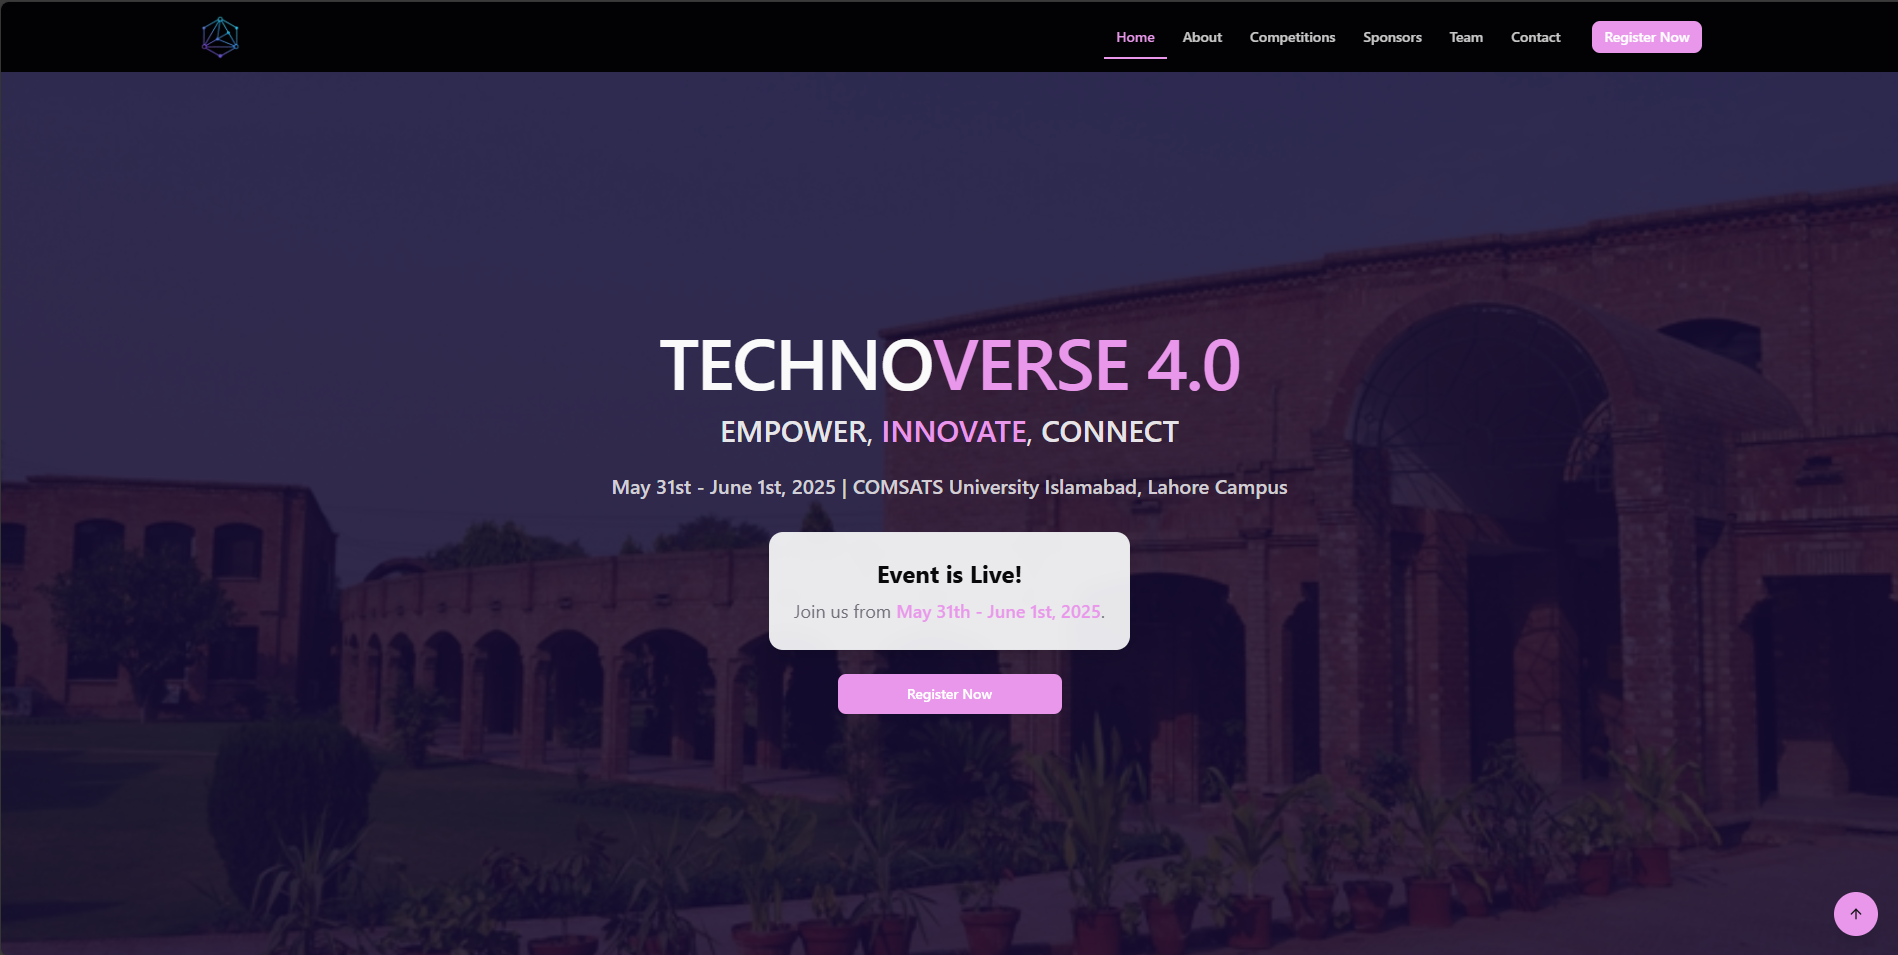 Home About Competitions Sponsors Team Contact Register Now
TECHNOVERSE 4.0
EMPOWER, INNOVATE, CONNECT
May 31st - June 1st, 2025 | COMSATS University Islamabad, Lahore Campus
Event is Live!
Join us from May 31th - June 1st, 2025.
Register Now